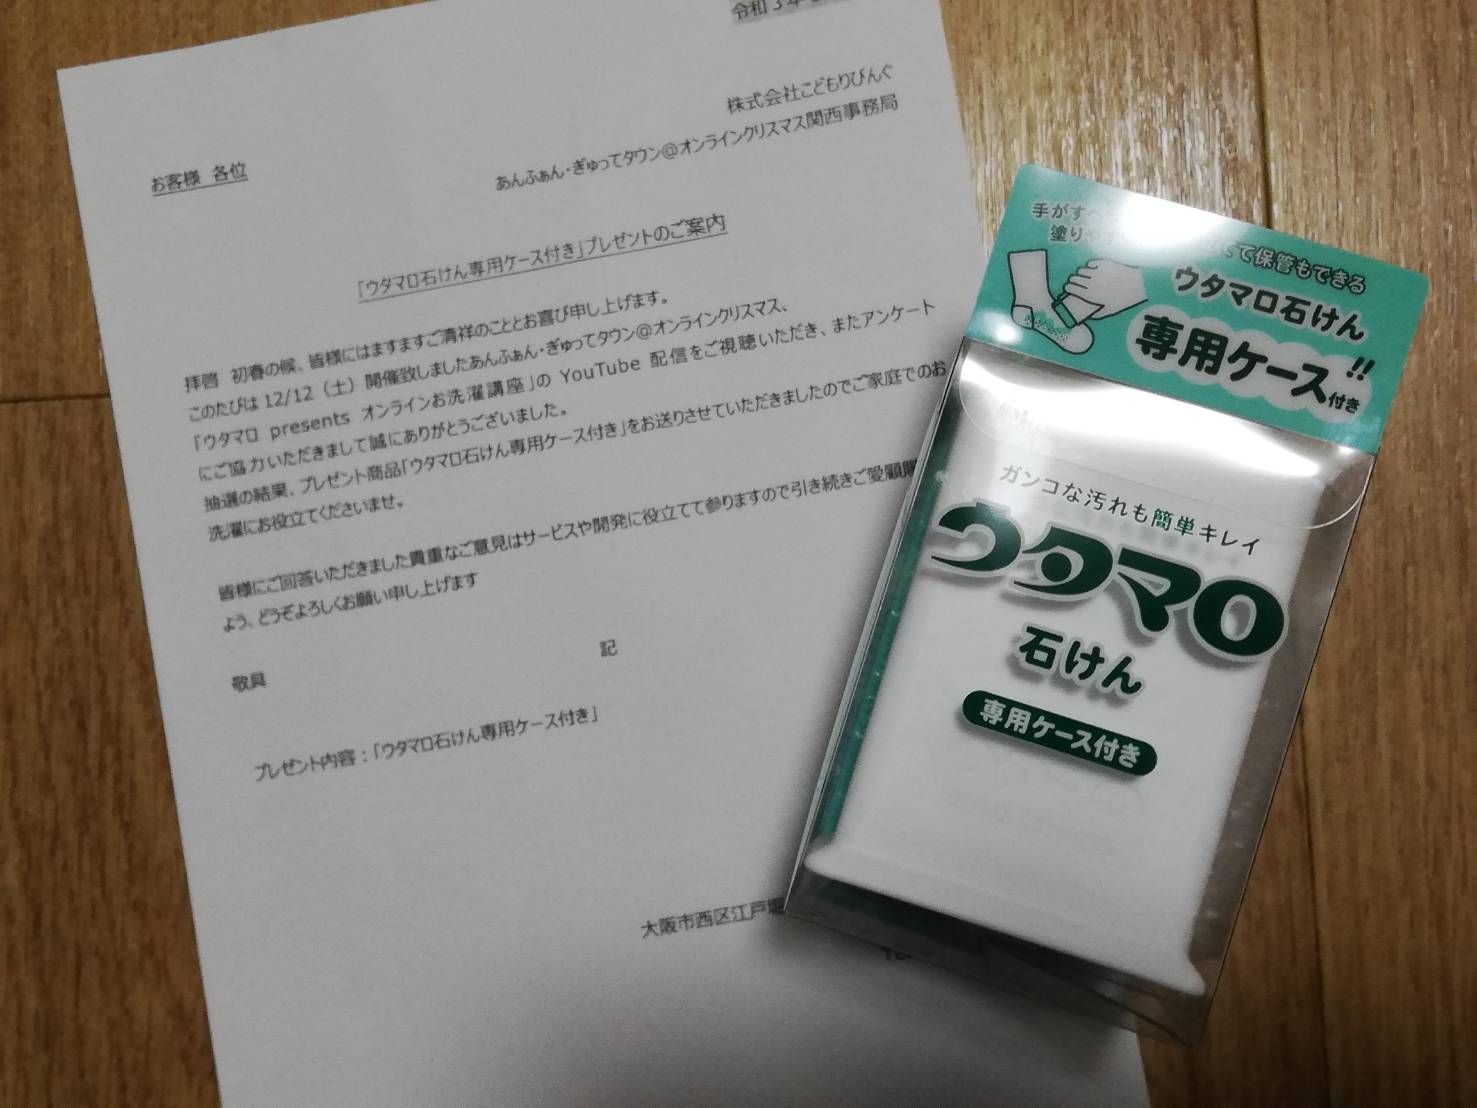 令和3年
株式会社こどもりびんぐ
あんふぁん・ぎゅってタウン@オンラインクリスマス関西事務局
お客様 各位
「ウタマロ石けん専用ケース付き」プレゼントのご案内
拝啓 初春の候、皆様にはますますご清祥のこととお喜び申し上げます。
このたびは 12/12（土）開催致しましたあんふぁん・ぎゅってタウン@オンラインクリスマス、
「ウタマロ presents オンラインお洗濯講座」の YouTube 配信をご視聴いただき、またアンケート
にご協力いただきまして誠にありがとうございました。
抽選の結果、プレゼント商品「ウタマロ石けん専用ケース付き」をお送りさせていただきましたのでご家庭でのお
洗濯にお役立てくださいませ。
皆様にご回答いただきました貴重なご意見はサービスや開発に役立てて参りますので引き続きご愛顧
よう、どうぞよろしくお願い申し上げます
記
敬具
プレゼント内容：「ウタマロ石けん専用ケース付き」
大阪市西区江戸堀
手がすべ
塗りや
て保管もできる
ウタマロ石けん
専用ケース付き!!
ガンコな汚れも簡単キレイ
ウタマロ
石けん
専用ケース付き